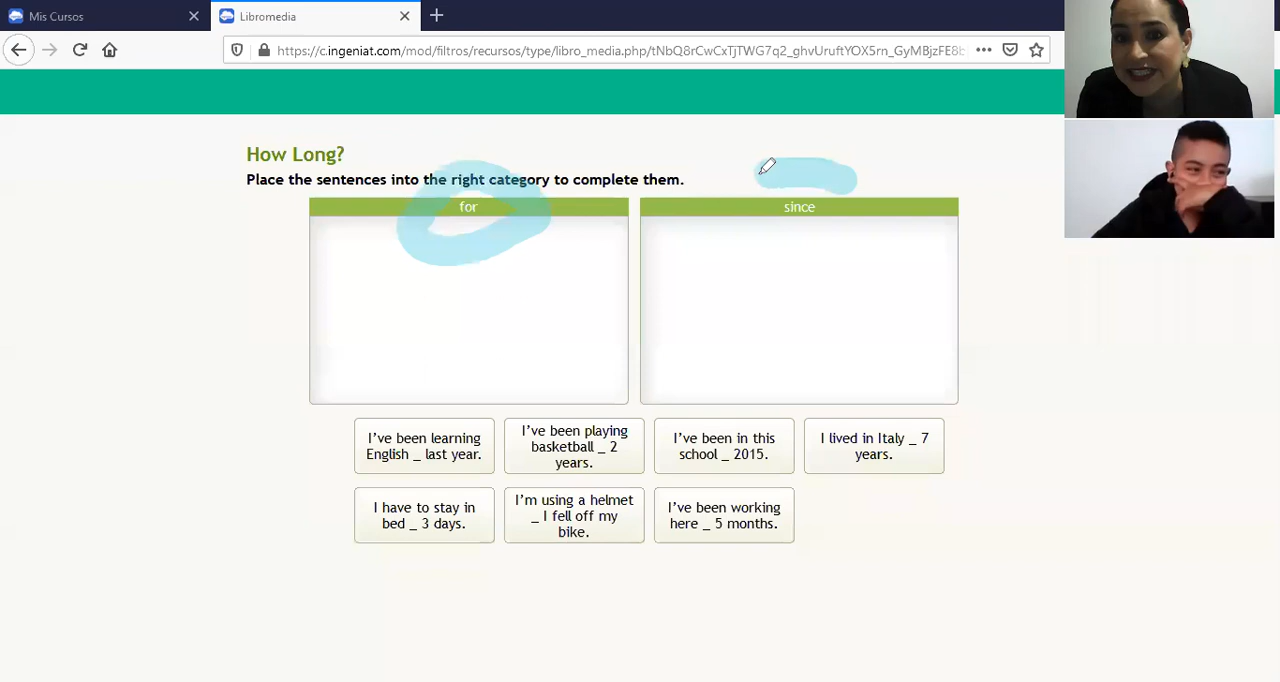 Mis Cursos
Libromedia
https://c.ingeniat.com/mod/filtros/recursos/type/libro_media.php/tNbQ8rCwCxTjTWG7q2_ghvUruftYOX5rn_GyMBjzFE8
How Long?
Place the sentences into the right category to complete them.
for
since
I've been learning
English _ last year.
I've been playing
basketball _ 2
years.
I've been in this
school _ 2015.
I lived in Italy _ 7
years.
I have to stay in
bed _ 3 days.
I'm using a helmet
_ I fell off my
bike.
I've been working
here _ 5 months.